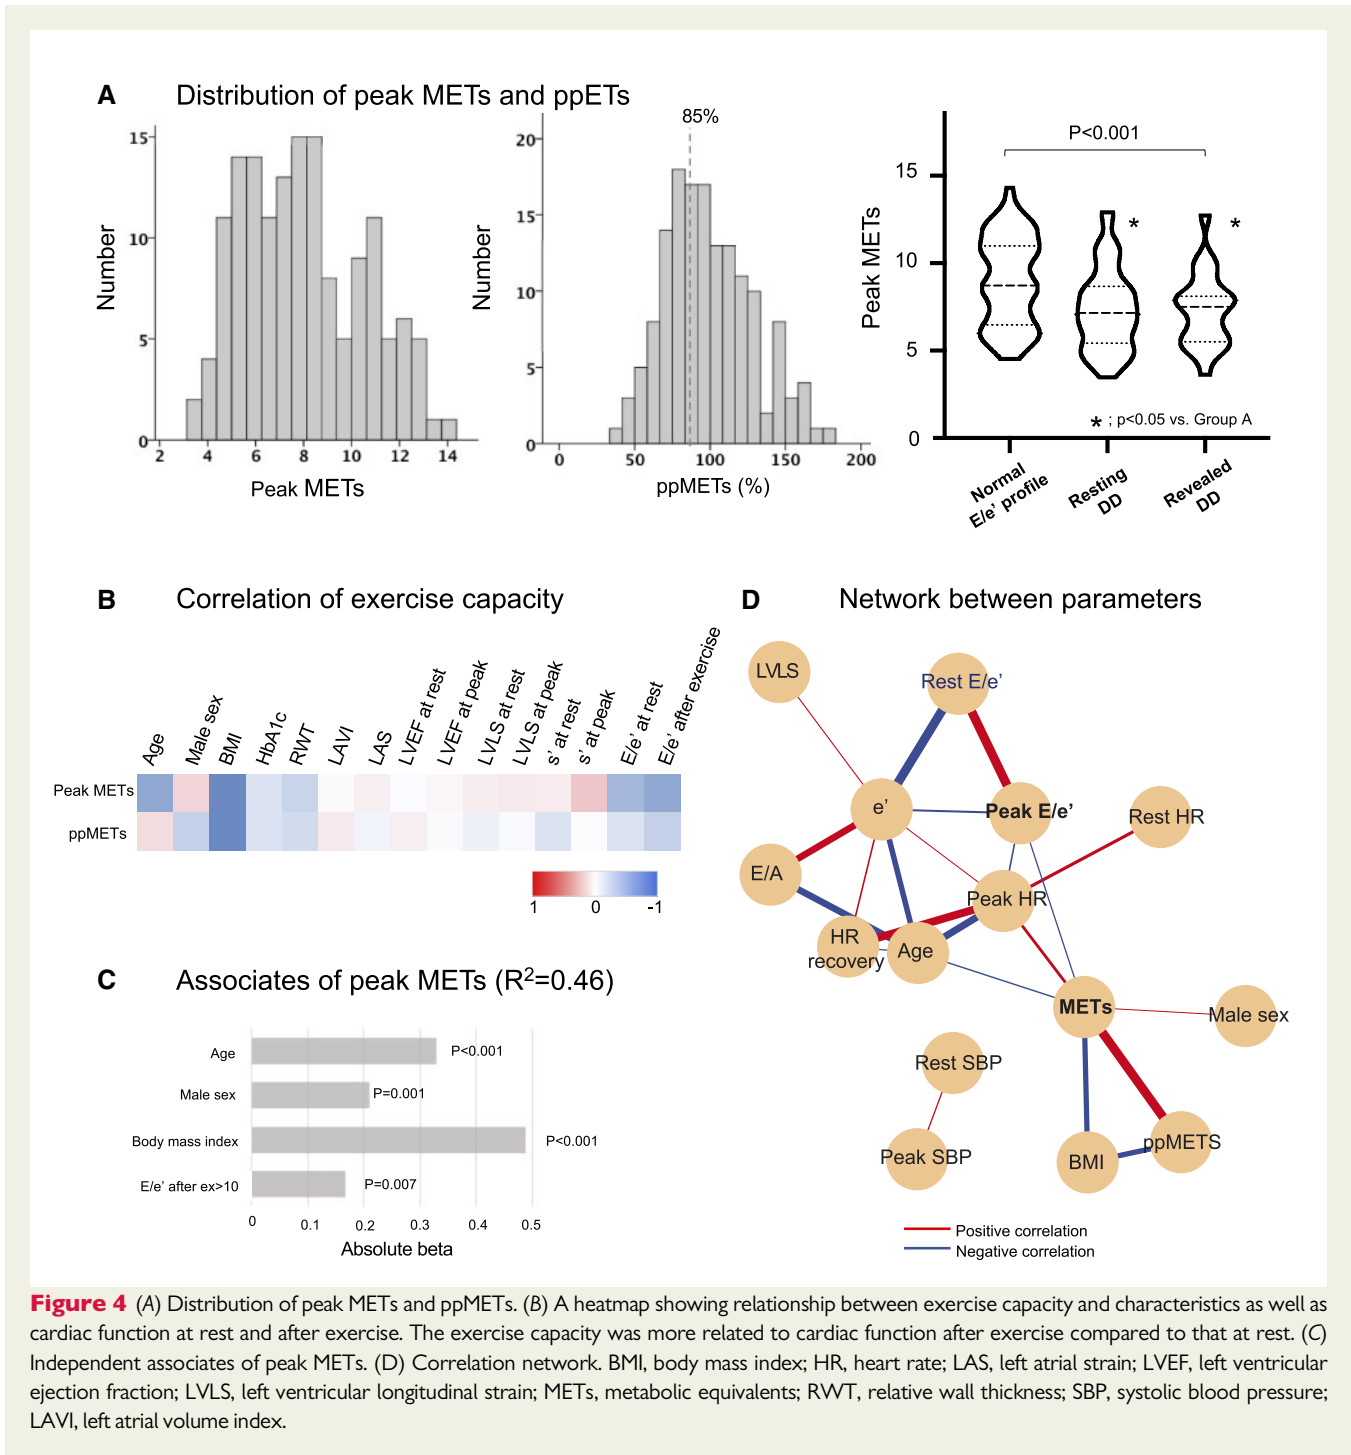 A Distribution of peak METs and ppETs
15
10
5
0
Number
2 4 6 8 10 12 14
Peak METs
85%
20
15
10
5
0
Number
0 50 100 150 200
ppMETs (%)
P<0.001
15
10
5
0
Peak METs
*
*
* ; p<0.05 vs. Group A
Normal
E/e’ profile
Resting
DD
Revealed
DD
B Correlation of exercise capacity
Age
Male sex
BMI
HbA1c
RWT
LAVI
LAS
LVEF at rest
LVEF at peak
LVLS at rest
LVLS at peak
s’ at rest
s’ at peak
E/e’ at rest
E/e’ after exercise
Peak METs
ppMETs
1 0 -1
C Associates of peak METs (R²=0.46)
Age P<0.001
Male sex P=0.001
Body mass index P<0.001
E/e’ after ex>10 P=0.007
0 0.1 0.2 0.3 0.4 0.5
Absolute beta
D Network between parameters
LVLS
Rest E/e’
e’
Peak E/e’
Rest HR
E/A
Peak HR
HR
recovery
Age
METs
Male sex
Rest SBP
Peak SBP
BMI
ppMETS
Positive correlation
Negative correlation
Figure 4 (A) Distribution of peak METs and ppMETs. (B) A heatmap showing relationship between exercise capacity and characteristics as well as
cardiac function at rest and after exercise. The exercise capacity was more related to cardiac function after exercise compared to that at rest. (C)
Independent associates of peak METs. (D) Correlation network. BMI, body mass index; HR, heart rate; LAS, left atrial strain; LVEF, left ventricular
ejection fraction; LVLS, left ventricular longitudinal strain; METs, metabolic equivalents; RWT, relative wall thickness; SBP, systolic blood pressure;
LAVI, left atrial volume index.